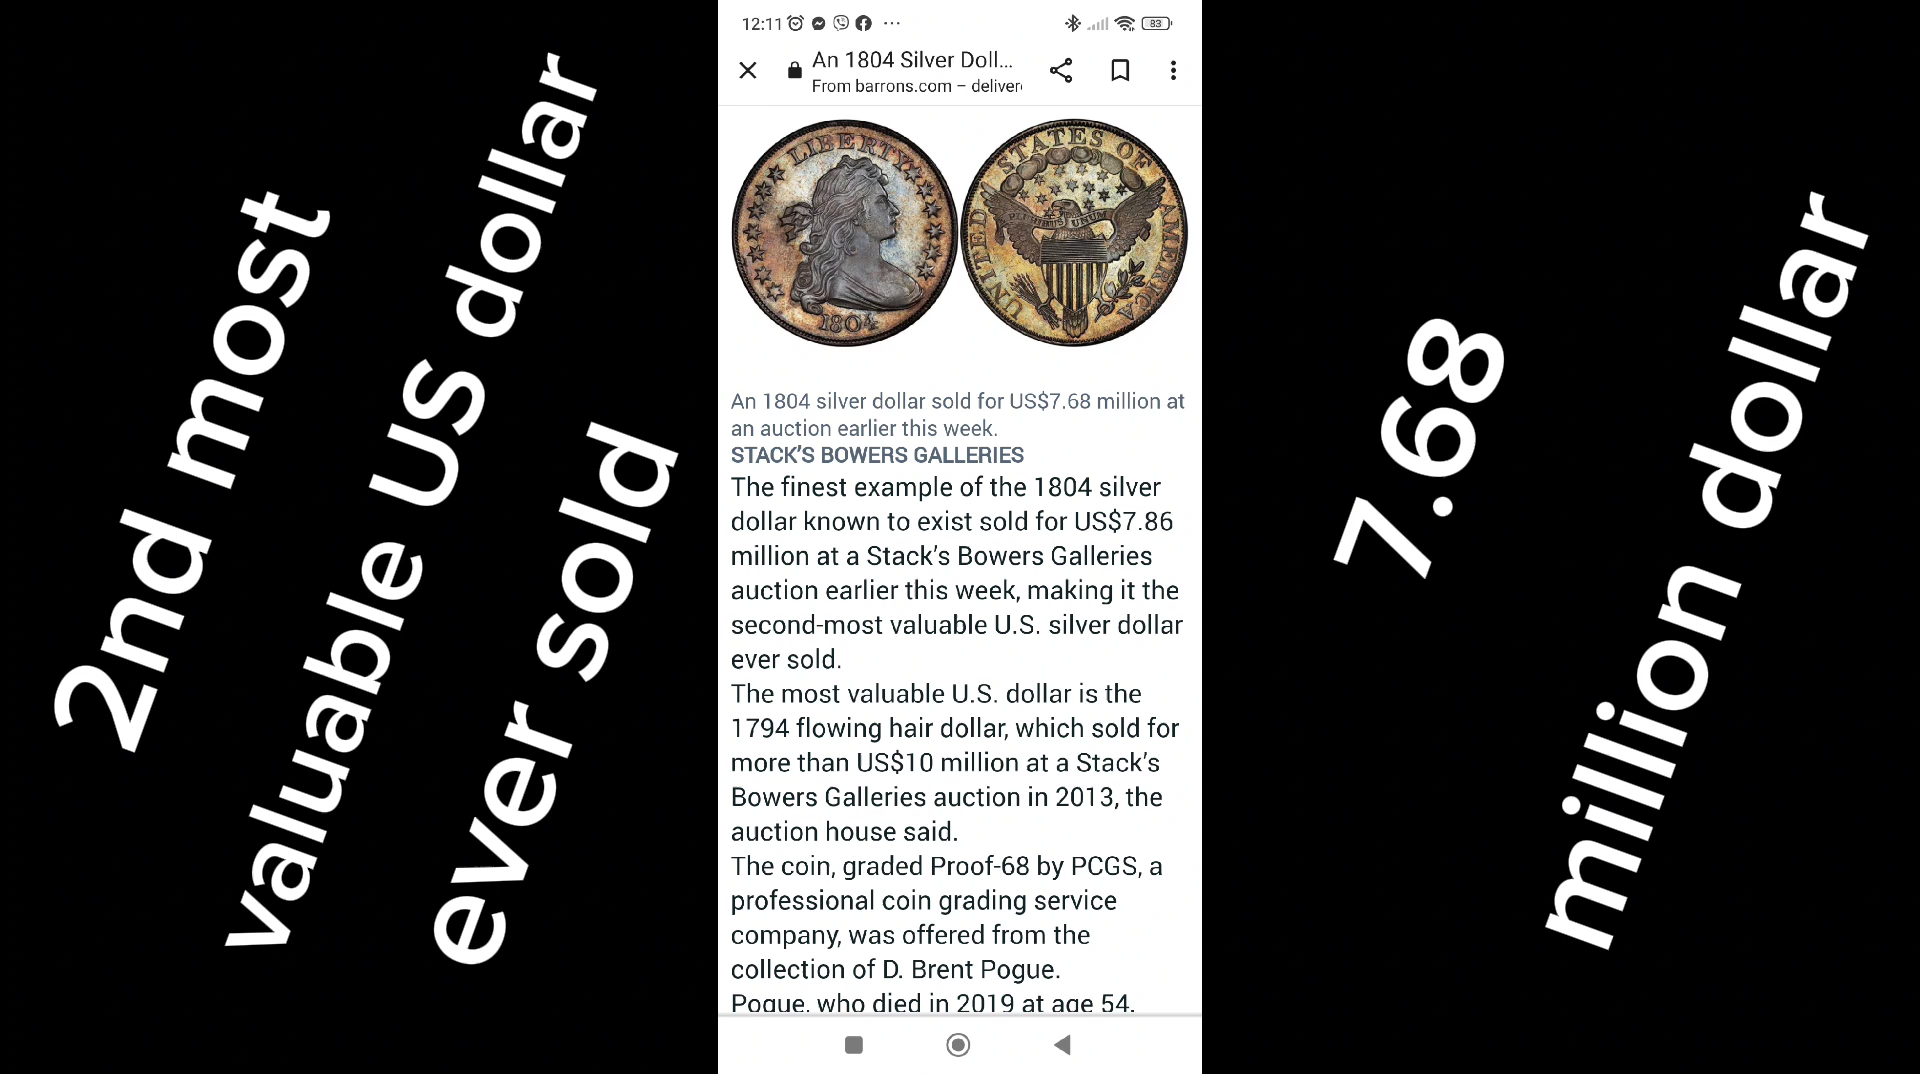 2nd most
valuable US dollar
ever sold
12:11
83
An 1804 Silver Doll...
From barrons.com – deliver
LIBERTY
1804
UNITED STATES OF AMERICA
PLURIBUS UNUM
An 1804 silver dollar sold for US$7.68 million at
an auction earlier this week.
STACK'S BOWERS GALLERIES
The finest example of the 1804 silver
dollar known to exist sold for US$7.86
million at a Stack's Bowers Galleries
auction earlier this week, making it the
second-most valuable U.S. silver dollar
ever sold.
The most valuable U.S. dollar is the
1794 flowing hair dollar, which sold for
more than US$10 million at a Stack's
Bowers Galleries auction in 2013, the
auction house said.
The coin, graded Proof-68 by PCGS, a
professional coin grading service
company, was offered from the
collection of D. Brent Pogue.
Pogue, who died in 2019 at age 54,
7.68
million dollar